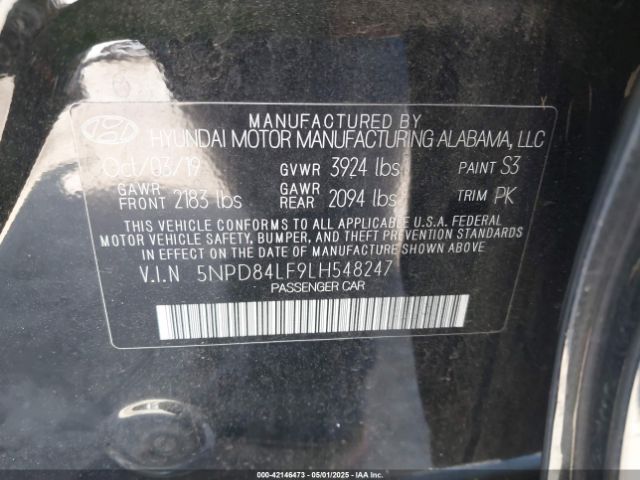 MANUFACTURED BY
HYUNDAI MOTOR MANUFACTURING ALABAMA, LLC
Oct/03/19 GVWR 3924 lbs PAINT S3
GAWR FRONT 2183 lbs GAWR REAR 2094 lbs TRIM PK
THIS VEHICLE CONFORMS TO ALL APPLICABLE U.S.A. FEDERAL
MOTOR VEHICLE SAFETY, BUMPER, AND THEFT PREVENTION
STANDARDS IN EFFECT ON THE DATE OF MANUFACTURE SHOWN ABOVE.
V.I.N 5NPD84LF9LH548247
PASSENGER CAR
000-42146473 - 05/01/2025 - IAAI.COM